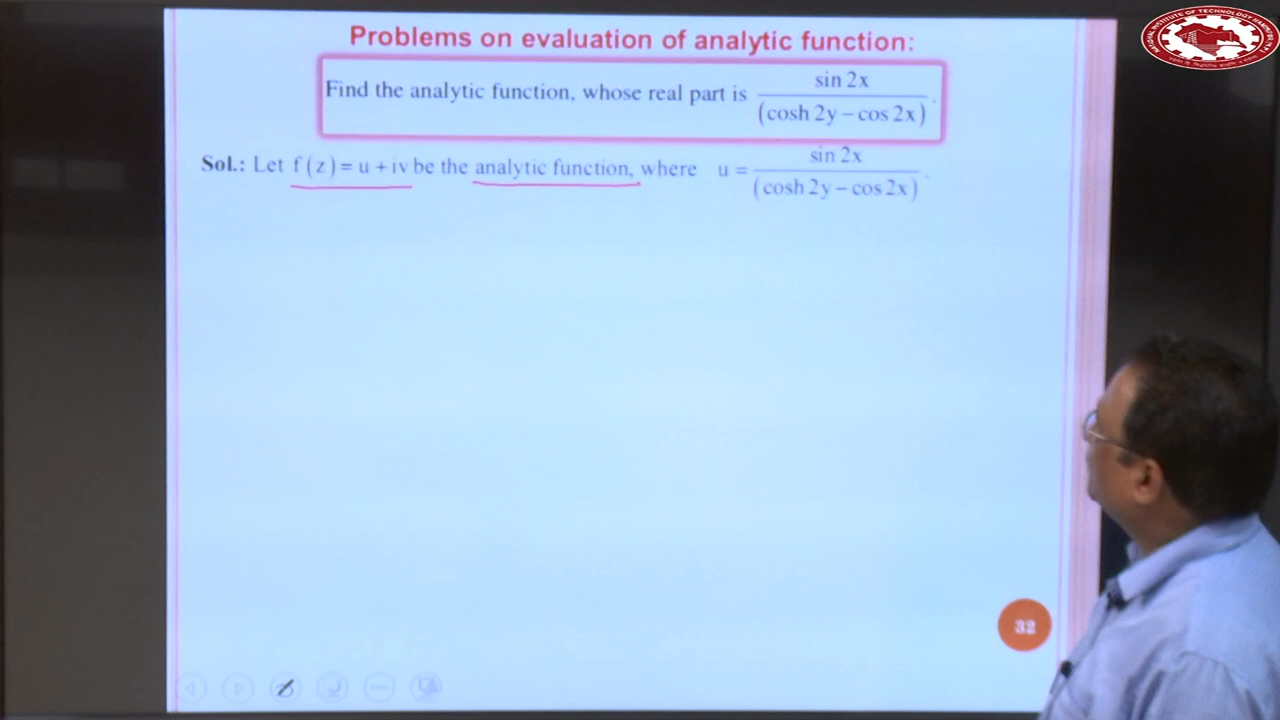 Problems on evaluation of analytic function:
Find the analytic function, whose real part is sin 2x / (cosh 2y − cos 2x).
Sol.: Let f (z) = u + iv be the analytic function, where u = sin 2x / (cosh 2y − cos 2x).
32